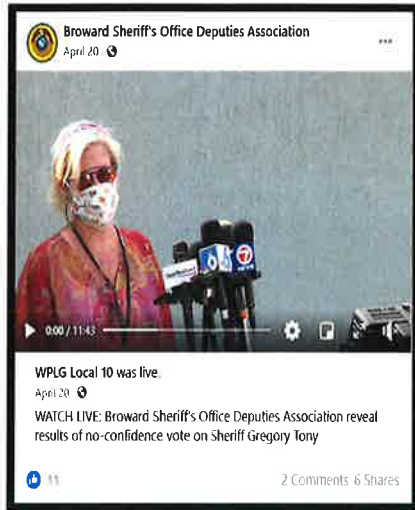 Broward Sheriff's Office Deputies Association
April 20
6
7
0:00 / 11:43
WPLG Local 10 was live.
April 20
WATCH LIVE: Broward Sheriff's Office Deputies Association reveal
results of no-confidence vote on Sheriff Gregory Tony
11
2 Comments 6 Shares